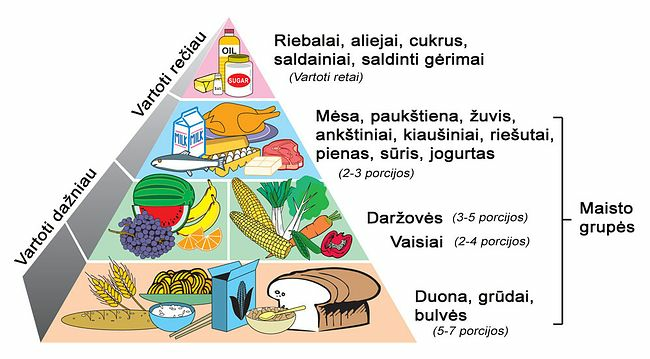 Riebalai, aliejai, cukrus,
saldainiai, saldinti gėrimai
(Vartoti retai)
Vartoti rečiau
OIL
Salt
SUGAR
Mėsa, paukštiena, žuvis,
ankštiniai, kiaušiniai, riešutai,
pienas, sūris, jogurtas
(2-3 porcijos)
MILK
MILK
Vartoti dažniau
Daržovės (3-5 porcijos)
Vaisiai (2-4 porcijos)
Maisto
grupės
Duona, grūdai,
bulvės
(5-7 porcijos)